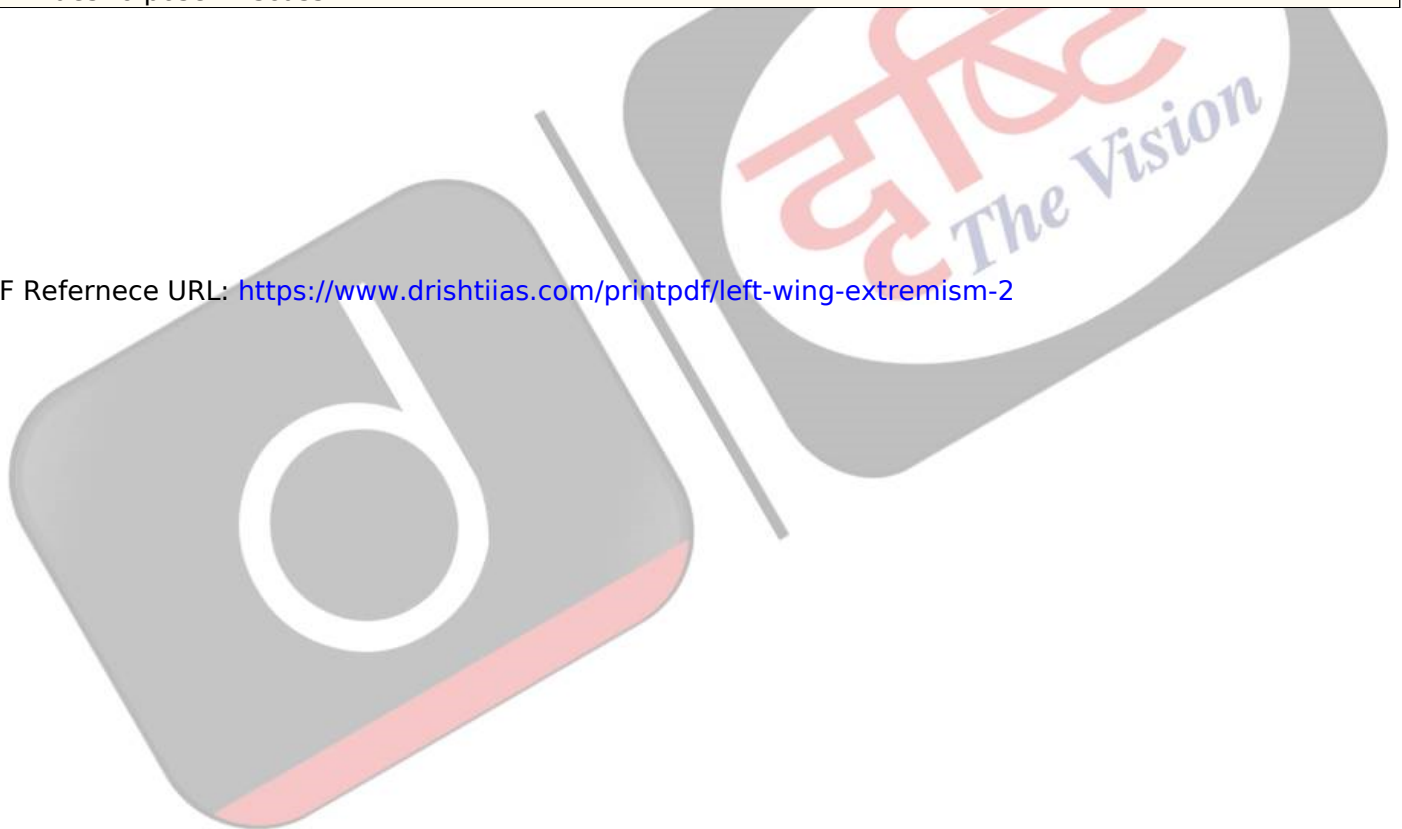 दृष्टि
The Vision
F Refernece URL: https://www.drishtiias.com/printpdf/left-wing-extremism-2